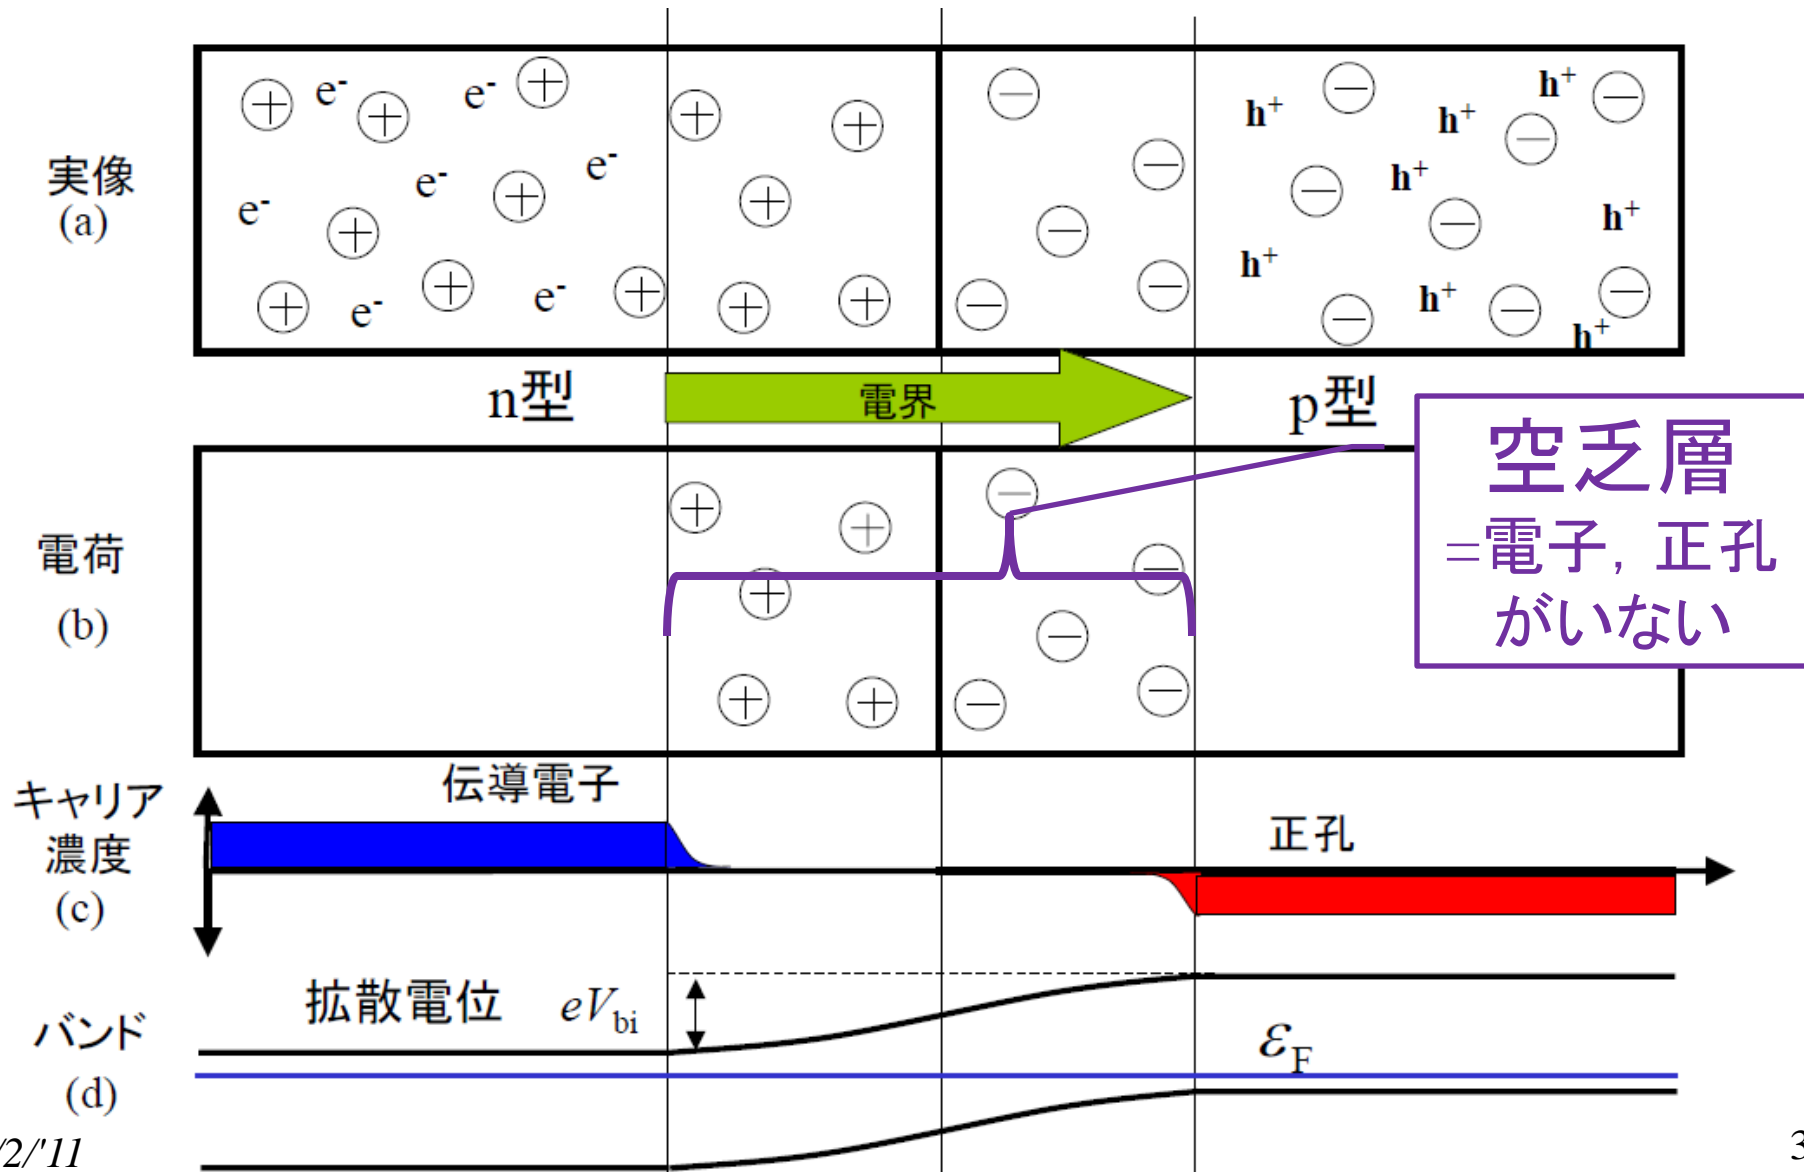 実像
(a)
e- e- e- e- e- e- e-
+ + + + + + + + + + + + + +
− − − − − − − − − − − − −
h+ h+ h+ h+ h+ h+ h+ h+
n型
電界
p型
電荷
(b)
+ + + + +
− − − − −
空乏層
=電子，正孔
がいない
キャリア
濃度
(c)
伝導電子
正孔
バンド
(d)
拡散電位 eVbi
εF
/2/'11
3